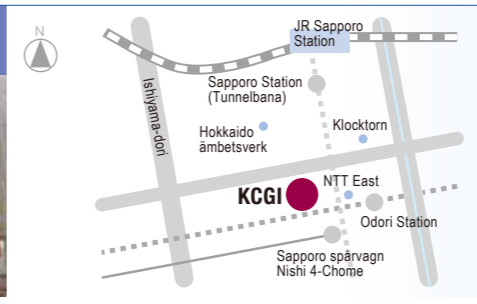 N
JR Sapporo
Station
Sapporo Station
(Tunnelbana)
Ishiyama-dori
Hokkaido
ämbetsverk
Klocktorn
KCGI
NTT East
Odori Station
Sapporo spårvagn
Nishi 4-Chome